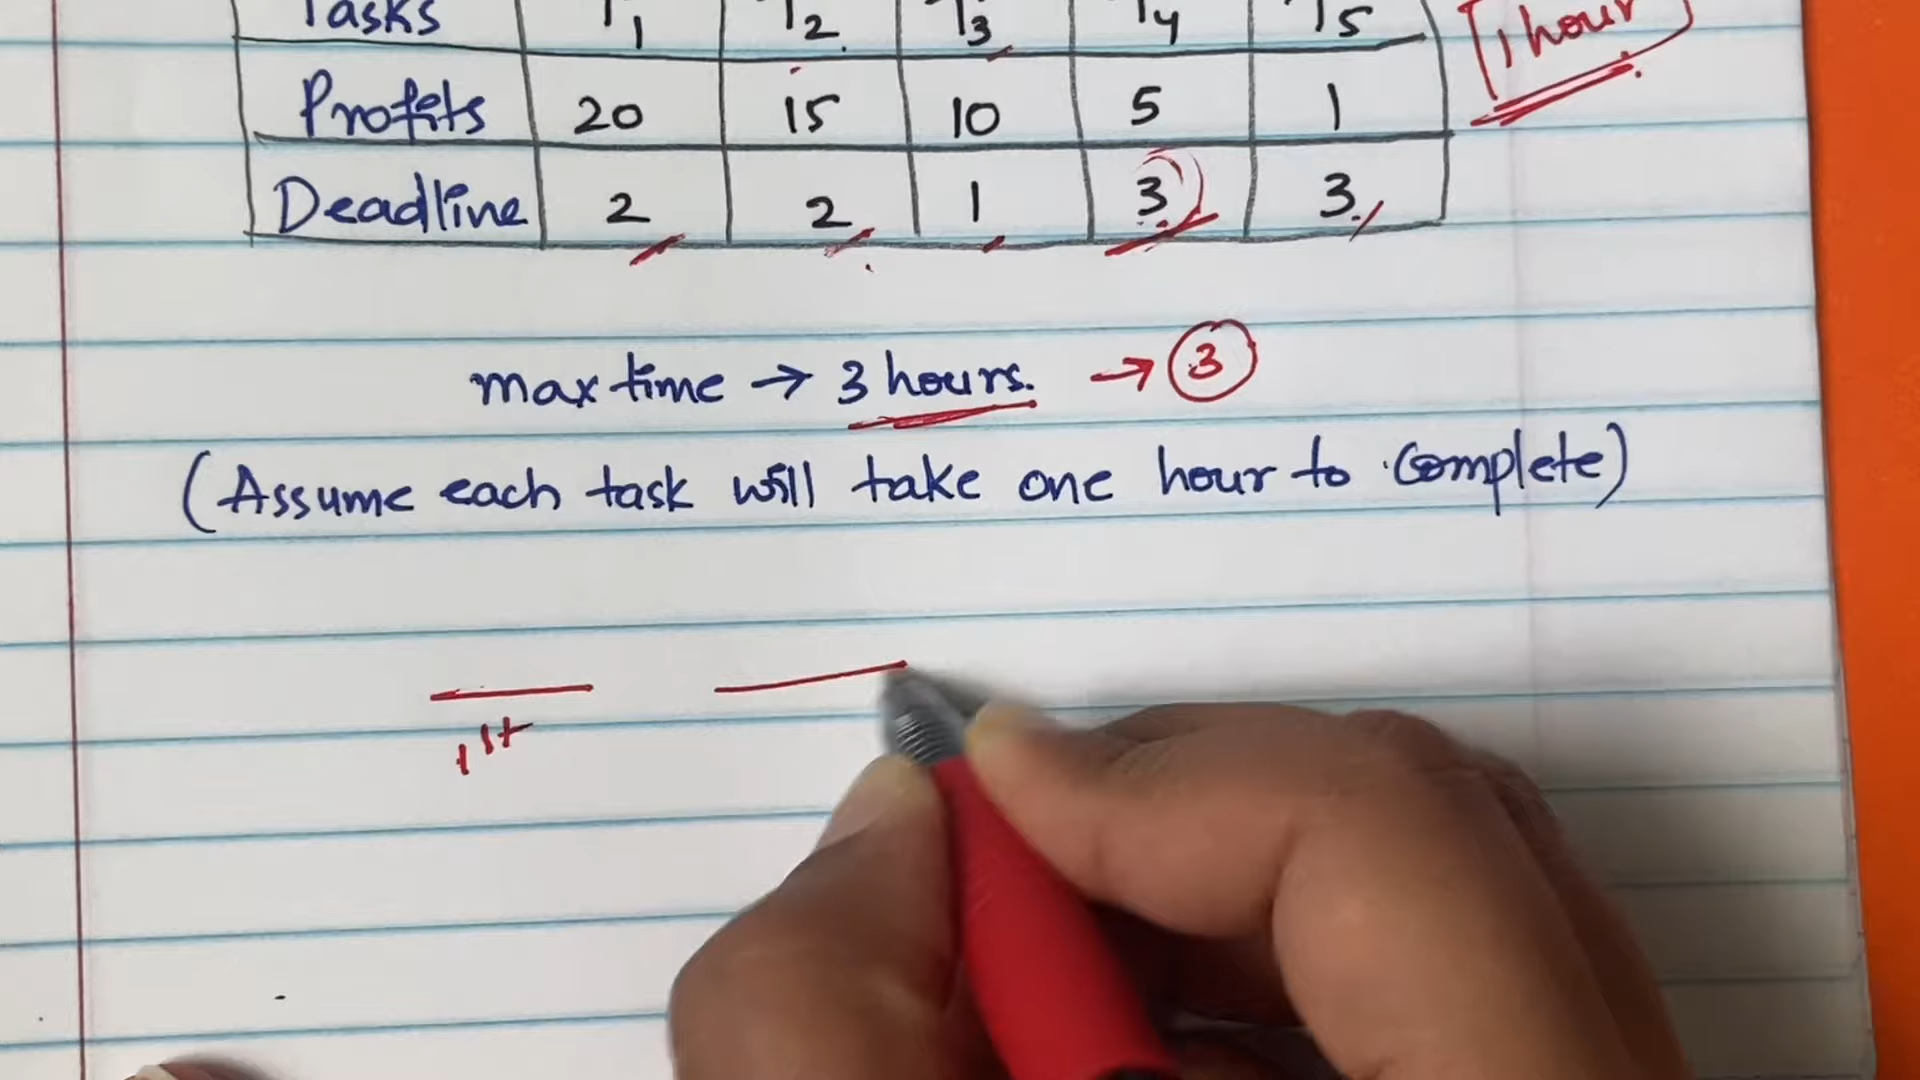 Tasks T1 T2 T3 T4 T5
1 hour
Profits 20 15 10 5 1
Deadline 2 2 1 3 3
max time → 3 hours. → 3
(Assume each task will take one hour to complete)
1st